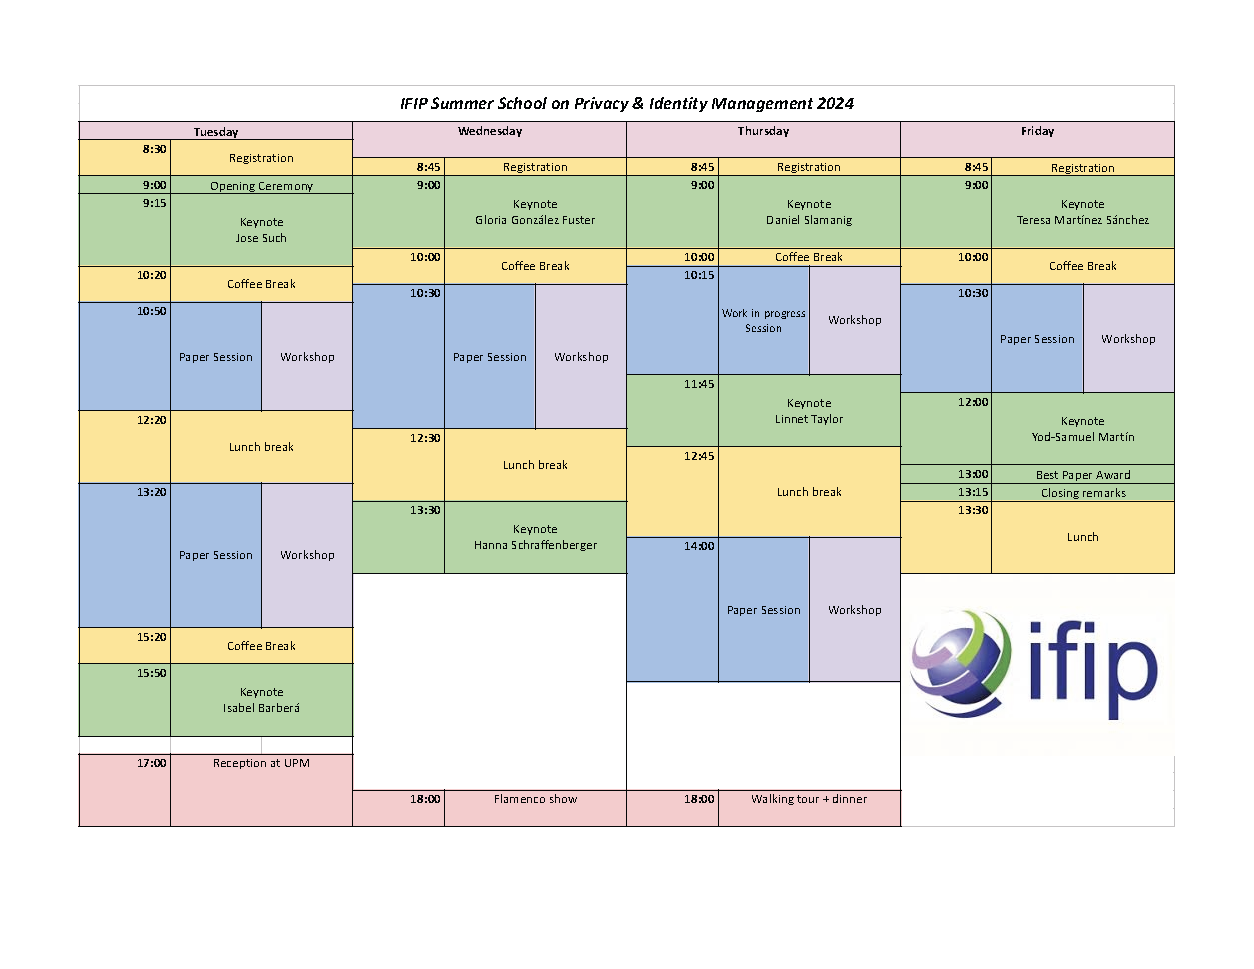 IFIP Summer School on Privacy & Identity Management 2024
Tuesday
8:30
Registration
9:00
Opening Ceremony
9:15
Keynote
Jose Such
10:20
Coffee Break
10:50
Paper Session
Workshop
12:20
Lunch break
13:20
Paper Session
Workshop
15:20
Coffee Break
15:50
Keynote
Isabel Barberá
17:00
Reception at UPM
Wednesday
8:45
Registration
9:00
Keynote
Gloria González Fuster
10:00
Coffee Break
10:30
Paper Session
Workshop
12:30
Lunch break
13:30
Keynote
Hanna Schraffenberger
18:00
Flamenco show
Thursday
8:45
Registration
9:00
Keynote
Daniel Slamanig
10:00
Coffee Break
10:15
Work in progress
Session
Workshop
11:45
Keynote
Linnet Taylor
12:45
Lunch break
14:00
Paper Session
Workshop
18:00
Walking tour + dinner
Friday
8:45
Registration
9:00
Keynote
Teresa Martínez Sánchez
10:00
Coffee Break
10:30
Paper Session
Workshop
12:00
Keynote
Yod-Samuel Martín
13:00
Best Paper Award
13:15
Closing remarks
13:30
Lunch
ifip